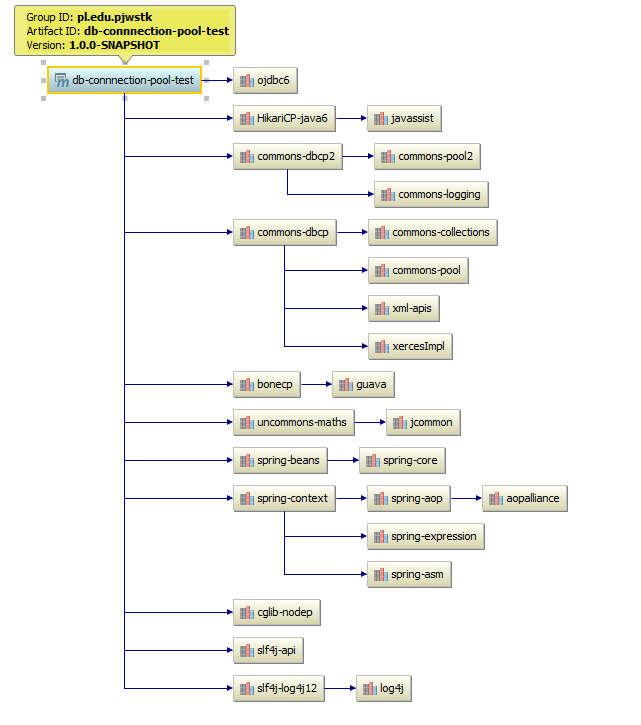 Group ID: pl.edu.pjwstk
Artifact ID: db-connnection-pool-test
Version: 1.0.0-SNAPSHOT
db-connnection-pool-test
ojdbc6
HikariCP-java6
javassist
commons-dbcp2
commons-pool2
commons-logging
commons-dbcp
commons-collections
commons-pool
xml-apis
xercesImpl
bonecp
guava
uncommons-maths
jcommon
spring-beans
spring-core
spring-context
spring-aop
aopalliance
spring-expression
spring-asm
cglib-nodep
slf4j-api
slf4j-log4j12
log4j